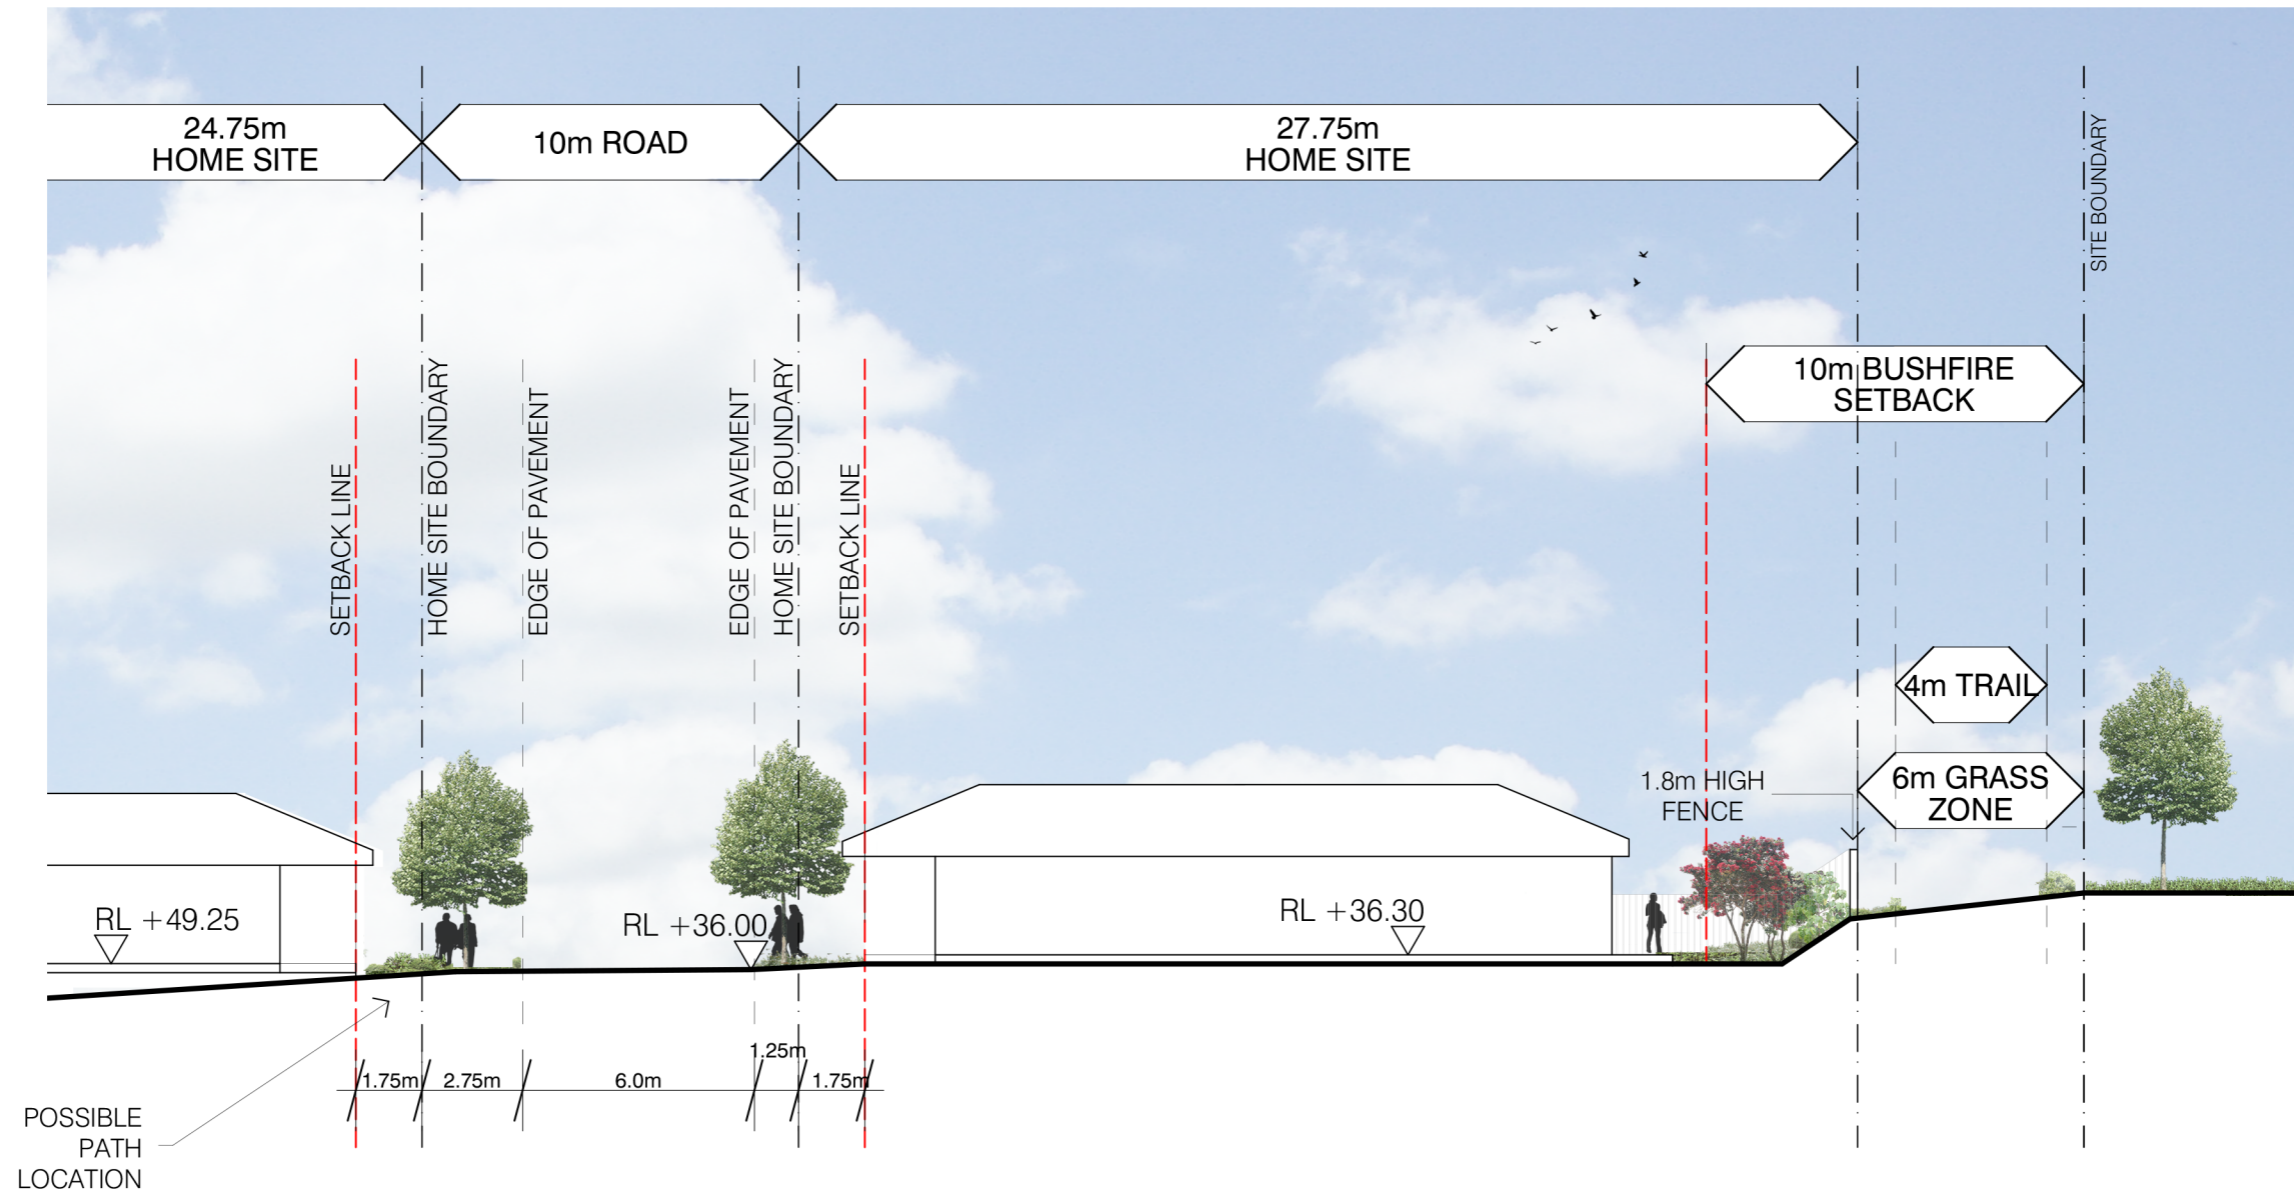 24.75m
HOME SITE
10m ROAD
27.75m
HOME SITE
SITE BOUNDARY
10m BUSHFIRE
SETBACK
SETBACK LINE
HOME SITE BOUNDARY
EDGE OF PAVEMENT
EDGE OF PAVEMENT
HOME SITE BOUNDARY
SETBACK LINE
4m TRAIL
1.8m HIGH
FENCE
6m GRASS
ZONE
RL +49.25
RL +36.00
RL +36.30
1.75m
2.75m
6.0m
1.25m
1.75m
POSSIBLE
PATH
LOCATION